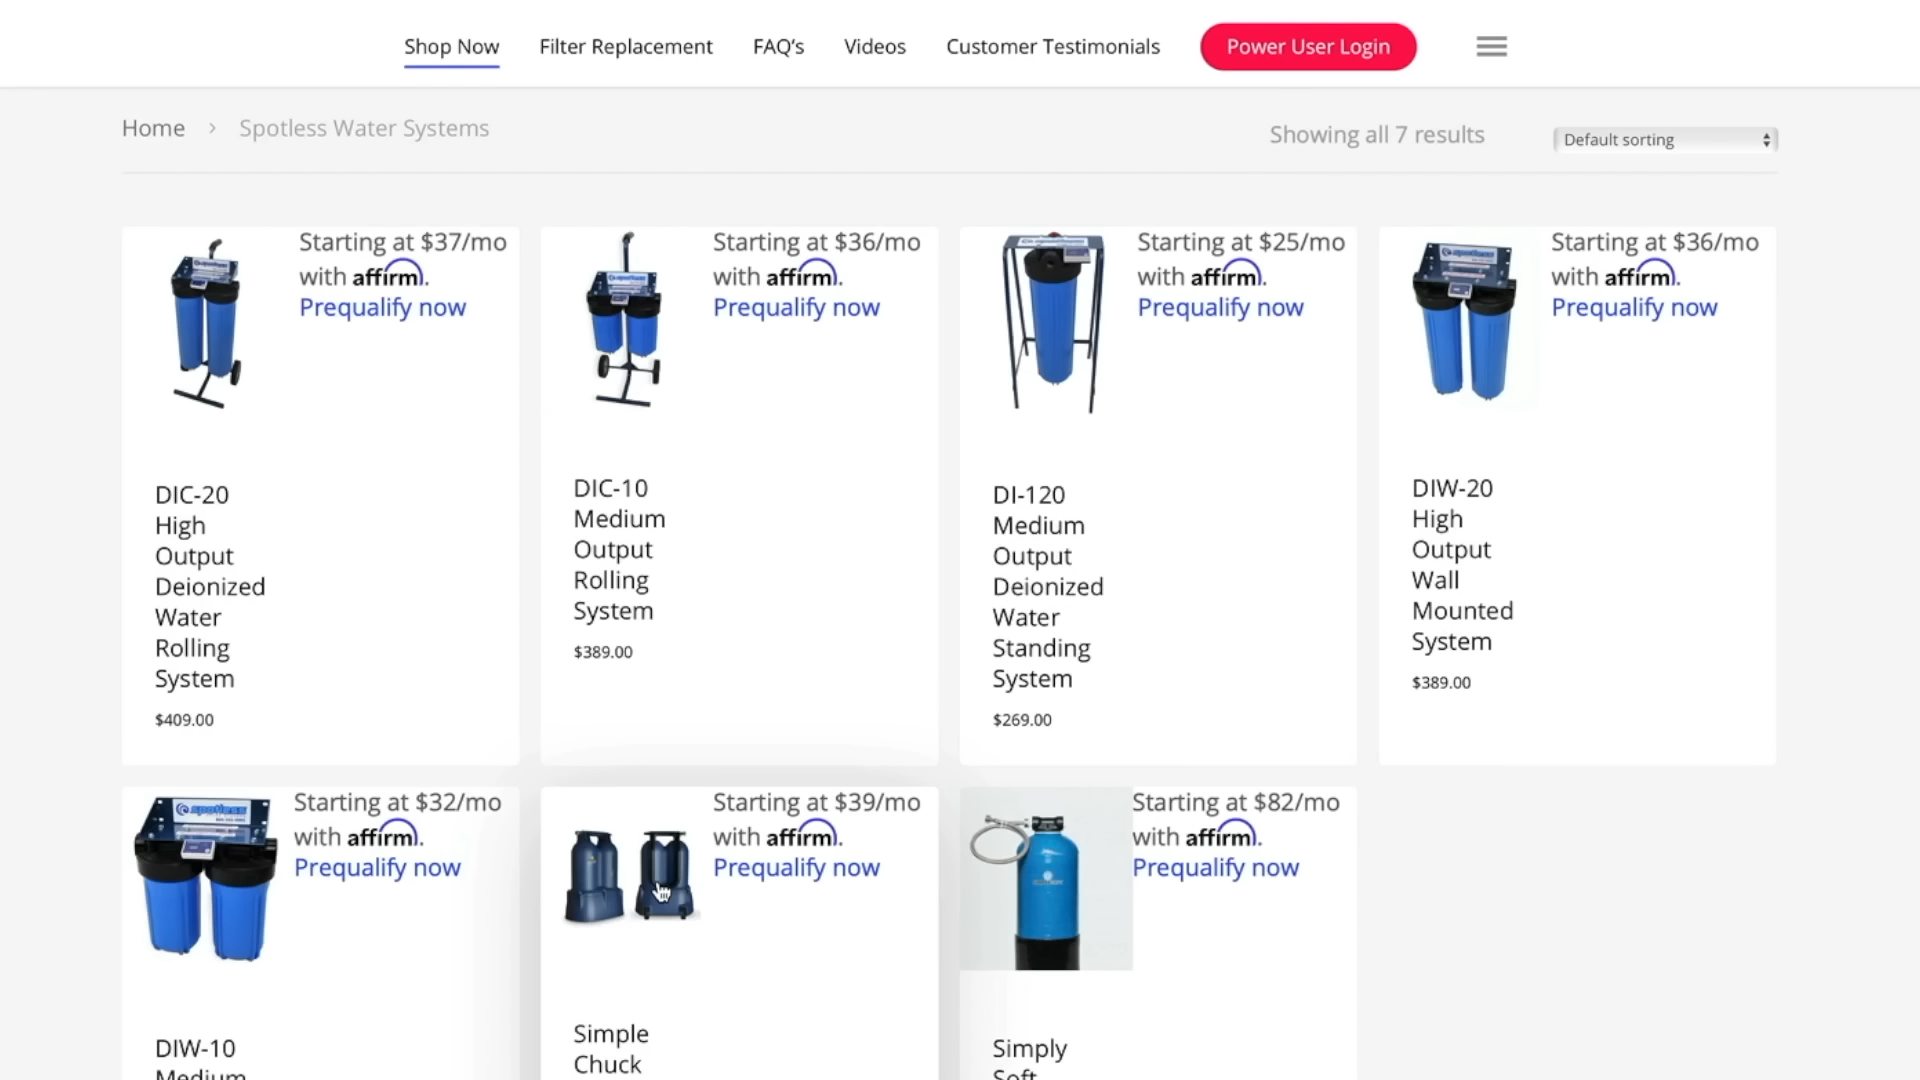 Shop Now
Filter Replacement
FAQ's
Videos
Customer Testimonials
Power User Login
Home > Spotless Water Systems
Showing all 7 results
Default sorting
Starting at $37/mo
with affirm.
Prequalify now
DIC-20
High
Output
Deionized
Water
Rolling
System
$409.00
Starting at $36/mo
with affirm.
Prequalify now
DIC-10
Medium
Output
Rolling
System
$389.00
Starting at $25/mo
with affirm.
Prequalify now
DI-120
Medium
Output
Deionized
Water
Standing
System
$269.00
Starting at $36/mo
with affirm.
Prequalify now
DIW-20
High
Output
Wall
Mounted
System
$389.00
spotless
Starting at $32/mo
with affirm.
Prequalify now
DIW-10
Medium
Starting at $39/mo
with affirm.
Prequalify now
Simple
Chuck
Starting at $82/mo
with affirm.
Prequalify now
Simply
Soft